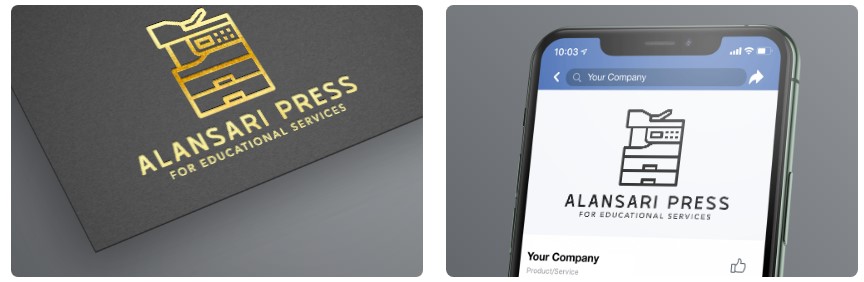 ALANSARI PRESS
FOR EDUCATIONAL SERVICES
10:03
Your Company
ALANSARI PRESS
FOR EDUCATIONAL SERVICES
Your Company
Product/Service